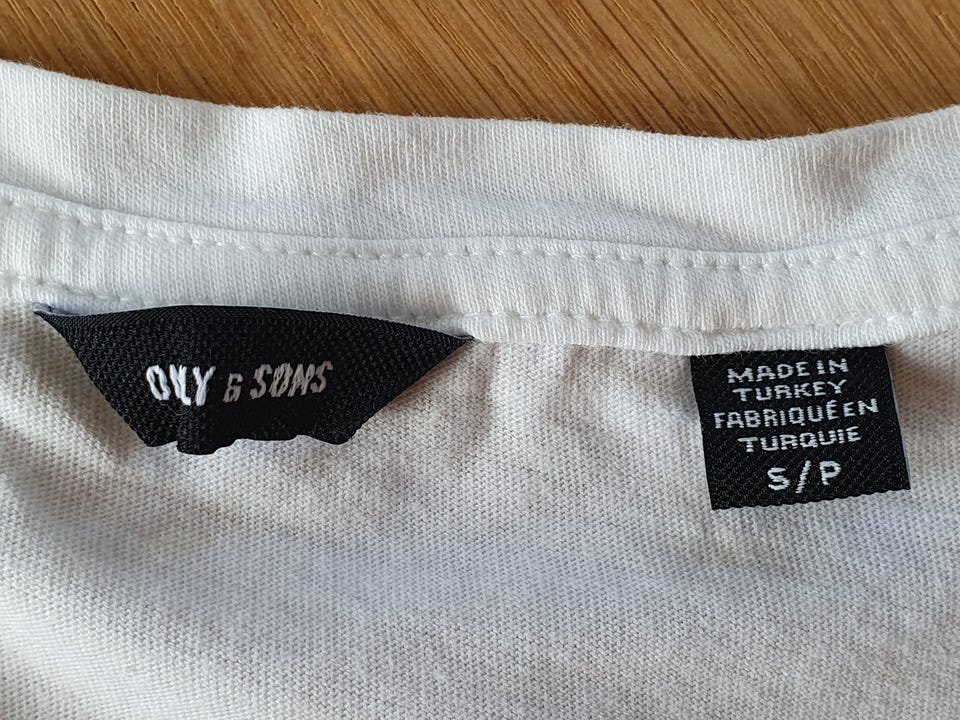 ONLY & SONS
MADE IN
TURKEY
FABRIQUÉ EN
TURQUIE
S/P